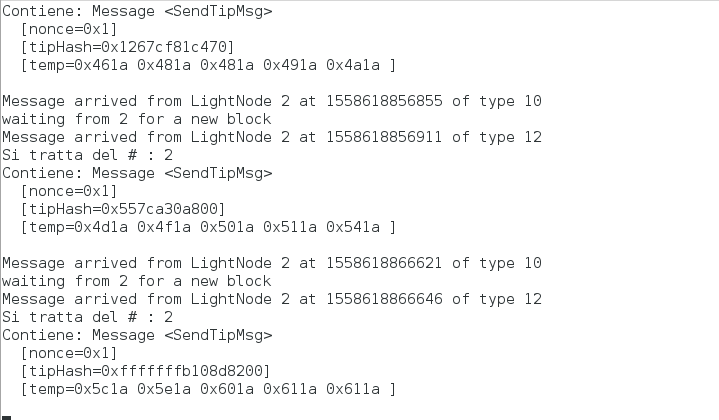 Contiene: Message <SendTipMsg>
[nonce=0x1]
[tipHash=0x1267cf81c470]
[temp=0x461a 0x481a 0x481a 0x491a 0x4a1a ]
Message arrived from LightNode 2 at 1558618856855 of type 10
waiting from 2 for a new block
Message arrived from LightNode 2 at 1558618856911 of type 12
Si tratta del # : 2
Contiene: Message <SendTipMsg>
[nonce=0x1]
[tipHash=0x557ca30a800]
[temp=0x4d1a 0x4f1a 0x501a 0x511a 0x541a ]
Message arrived from LightNode 2 at 1558618866621 of type 10
waiting from 2 for a new block
Message arrived from LightNode 2 at 1558618866646 of type 12
Si tratta del # : 2
Contiene: Message <SendTipMsg>
[nonce=0x1]
[tipHash=0xfffffffb108d8200]
[temp=0x5c1a 0x5e1a 0x601a 0x611a 0x611a ]